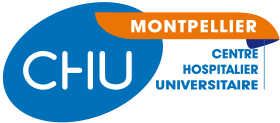 MONTPELLIER
CHU
CENTRE
HOSPITALIER
UNIVERSITAIRE